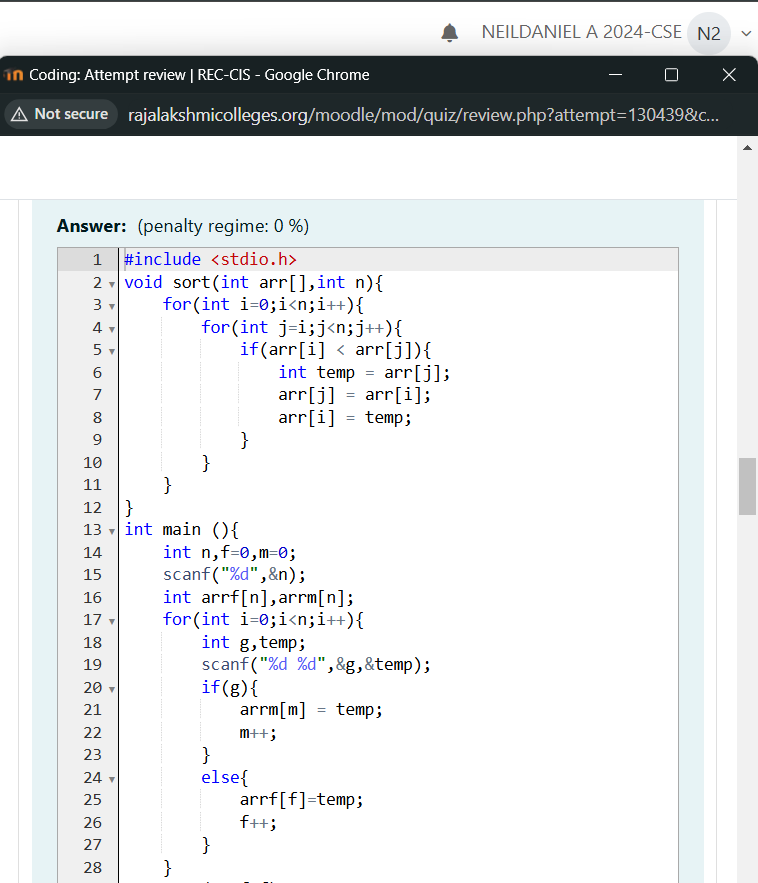 NEILDANIEL A 2024-CSE N2
Coding: Attempt review | REC-CIS - Google Chrome
Not secure rajalakshmicolleges.org/moodle/mod/quiz/review.php?attempt=130439&c...
Answer: (penalty regime: 0 %)
1 #include <stdio.h>
2 void sort(int arr[],int n){
3 for(int i=0;i<n;i++){
4 for(int j=i;j<n;j++){
5 if(arr[i] < arr[j]){
6 int temp = arr[j];
7 arr[j] = arr[i];
8 arr[i] = temp;
9 }
10 }
11 }
12 }
13 int main (){
14 int n,f=0,m=0;
15 scanf("%d",&n);
16 int arrf[n],arrm[n];
17 for(int i=0;i<n;i++){
18 int g,temp;
19 scanf("%d %d",&g,&temp);
20 if(g){
21 arrm[m] = temp;
22 m++;
23 }
24 else{
25 arrf[f]=temp;
26 f++;
27 }
28 }